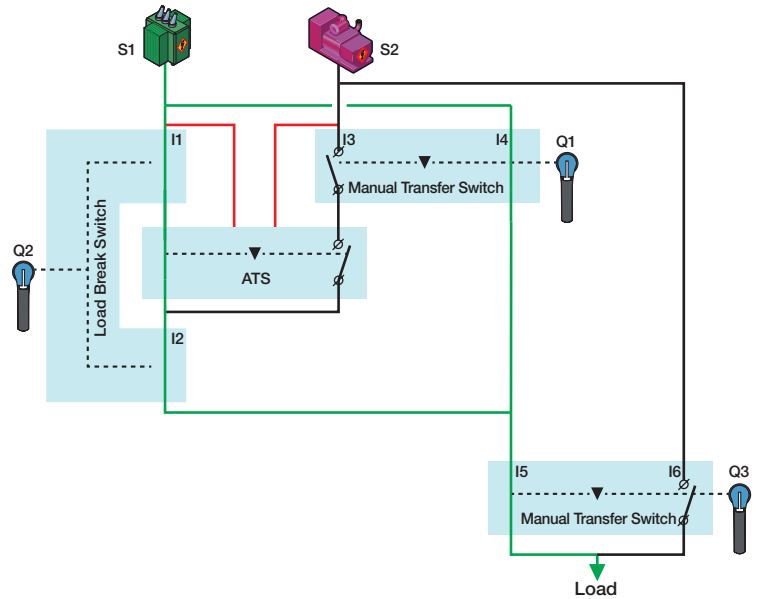 S1
S2
I1
I3
I4
Q1
Manual Transfer Switch
Load Break Switch
Q2
ATS
I2
I5
I6
Q3
Manual Transfer Switch
Load